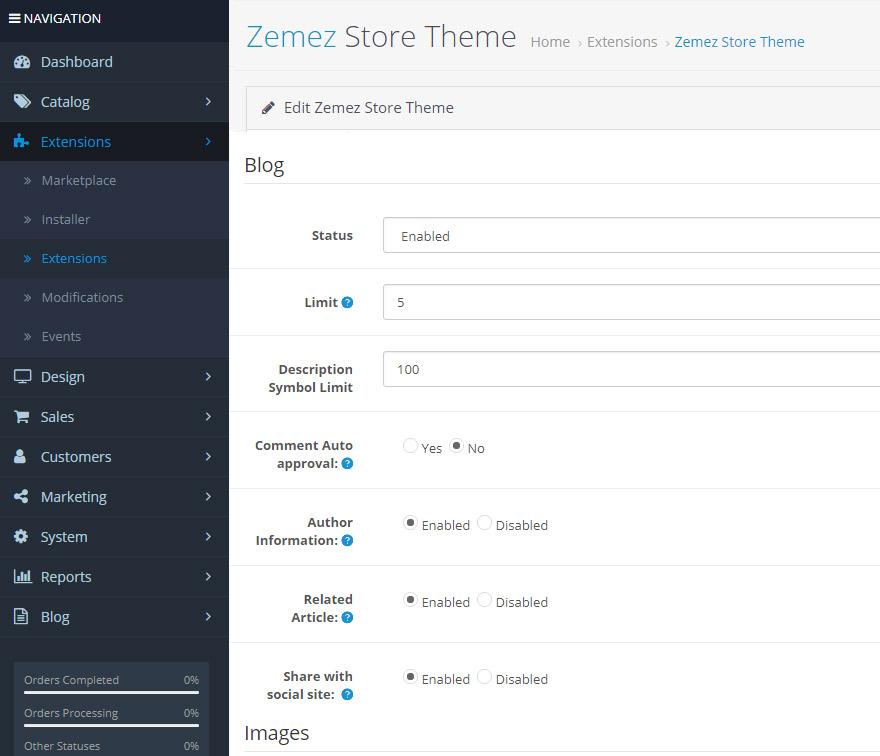 NAVIGATION
Dashboard
Catalog
Extensions
Marketplace
Installer
Extensions
Modifications
Events
Design
Sales
Customers
Marketing
System
Reports
Blog
Orders Completed 0%
Orders Processing 0%
Other Statuses 0%
Zemez Store Theme
Home › Extensions › Zemez Store Theme
Edit Zemez Store Theme
Blog
Status Enabled
Limit ? 5
Description 100
Symbol Limit
Comment Auto
approval: ? Yes No
Author
Information: ? Enabled Disabled
Related
Article: ? Enabled Disabled
Share with
social site: ? Enabled Disabled
Images